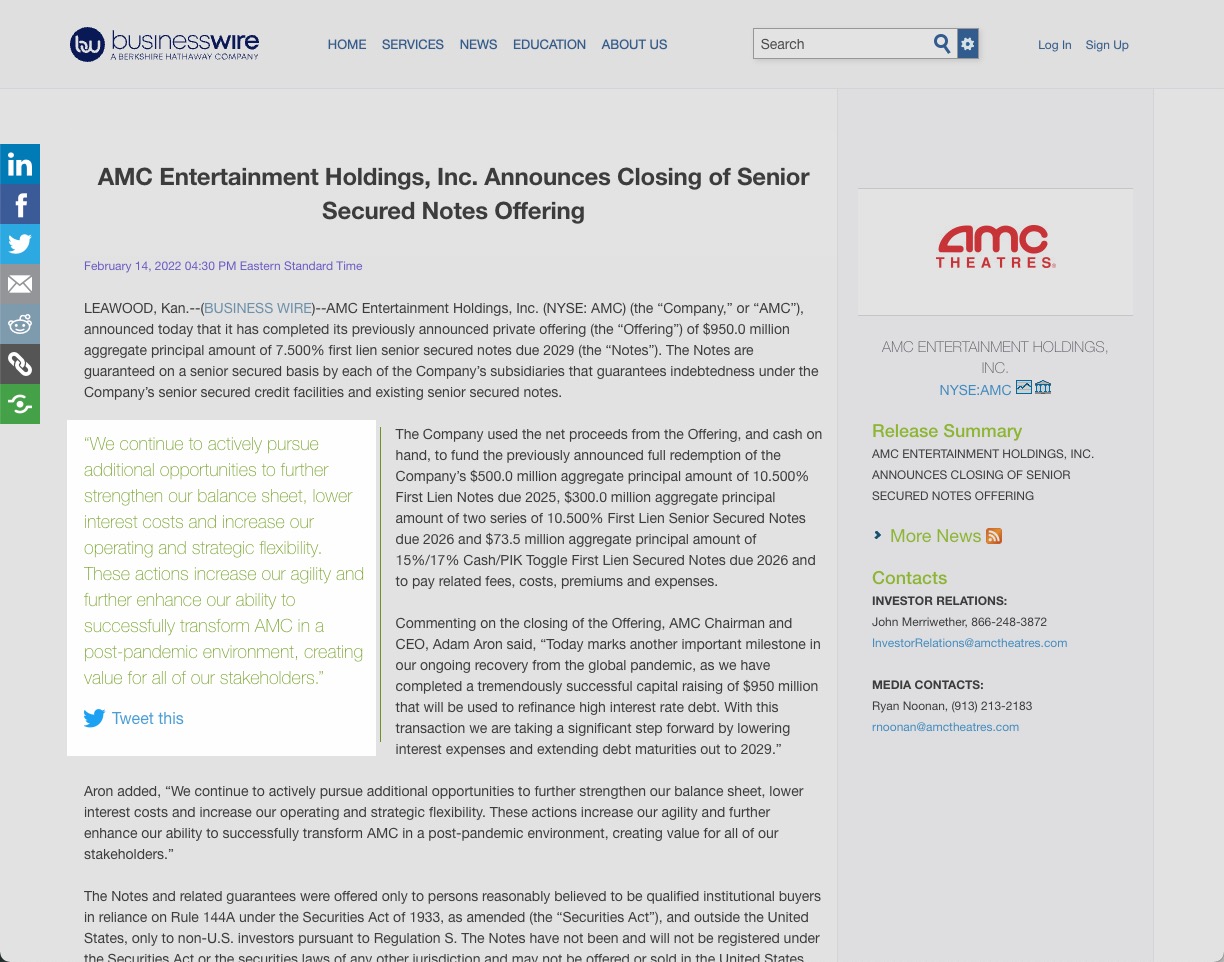 bw businesswire
A BERKSHIRE HATHAWAY COMPANY
HOME SERVICES NEWS EDUCATION ABOUT US
Search
Log In Sign Up
in
f
AMC Entertainment Holdings, Inc. Announces Closing of Senior
Secured Notes Offering
February 14, 2022 04:30 PM Eastern Standard Time
LEAWOOD, Kan.--(BUSINESS WIRE)--AMC Entertainment Holdings, Inc. (NYSE: AMC) (the “Company,” or “AMC”),
announced today that it has completed its previously announced private offering (the “Offering”) of $950.0 million
aggregate principal amount of 7.500% first lien senior secured notes due 2029 (the “Notes”). The Notes are
guaranteed on a senior secured basis by each of the Company’s subsidiaries that guarantees indebtedness under the
Company’s senior secured credit facilities and existing senior secured notes.
“We continue to actively pursue
additional opportunities to further
strengthen our balance sheet, lower
interest costs and increase our
operating and strategic flexibility.
These actions increase our agility and
further enhance our ability to
successfully transform AMC in a
post-pandemic environment, creating
value for all of our stakeholders.”
Tweet this
The Company used the net proceeds from the Offering, and cash on
hand, to fund the previously announced full redemption of the
Company’s $500.0 million aggregate principal amount of 10.500%
First Lien Notes due 2025, $300.0 million aggregate principal
amount of two series of 10.500% First Lien Senior Secured Notes
due 2026 and $73.5 million aggregate principal amount of
15%/17% Cash/PIK Toggle First Lien Secured Notes due 2026 and
to pay related fees, costs, premiums and expenses.
Commenting on the closing of the Offering, AMC Chairman and
CEO, Adam Aron said, “Today marks another important milestone in
our ongoing recovery from the global pandemic, as we have
completed a tremendously successful capital raising of $950 million
that will be used to refinance high interest rate debt. With this
transaction we are taking a significant step forward by lowering
interest expenses and extending debt maturities out to 2029.”
Aron added, “We continue to actively pursue additional opportunities to further strengthen our balance sheet, lower
interest costs and increase our operating and strategic flexibility. These actions increase our agility and further
enhance our ability to successfully transform AMC in a post-pandemic environment, creating value for all of our
stakeholders.”
The Notes and related guarantees were offered only to persons reasonably believed to be qualified institutional buyers
in reliance on Rule 144A under the Securities Act of 1933, as amended (the “Securities Act”), and outside the United
States, only to non-U.S. investors pursuant to Regulation S. The Notes have not been and will not be registered under
the Securities Act or the securities laws of any other jurisdiction and may not be offered or sold in the United States
amc
THEATRES
AMC ENTERTAINMENT HOLDINGS,
INC.
NYSE:AMC
Release Summary
AMC ENTERTAINMENT HOLDINGS, INC.
ANNOUNCES CLOSING OF SENIOR
SECURED NOTES OFFERING
More News
Contacts
INVESTOR RELATIONS:
John Merriwether, 866-248-3872
InvestorRelations@amctheatres.com
MEDIA CONTACTS:
Ryan Noonan, (913) 213-2183
rnoonan@amctheatres.com